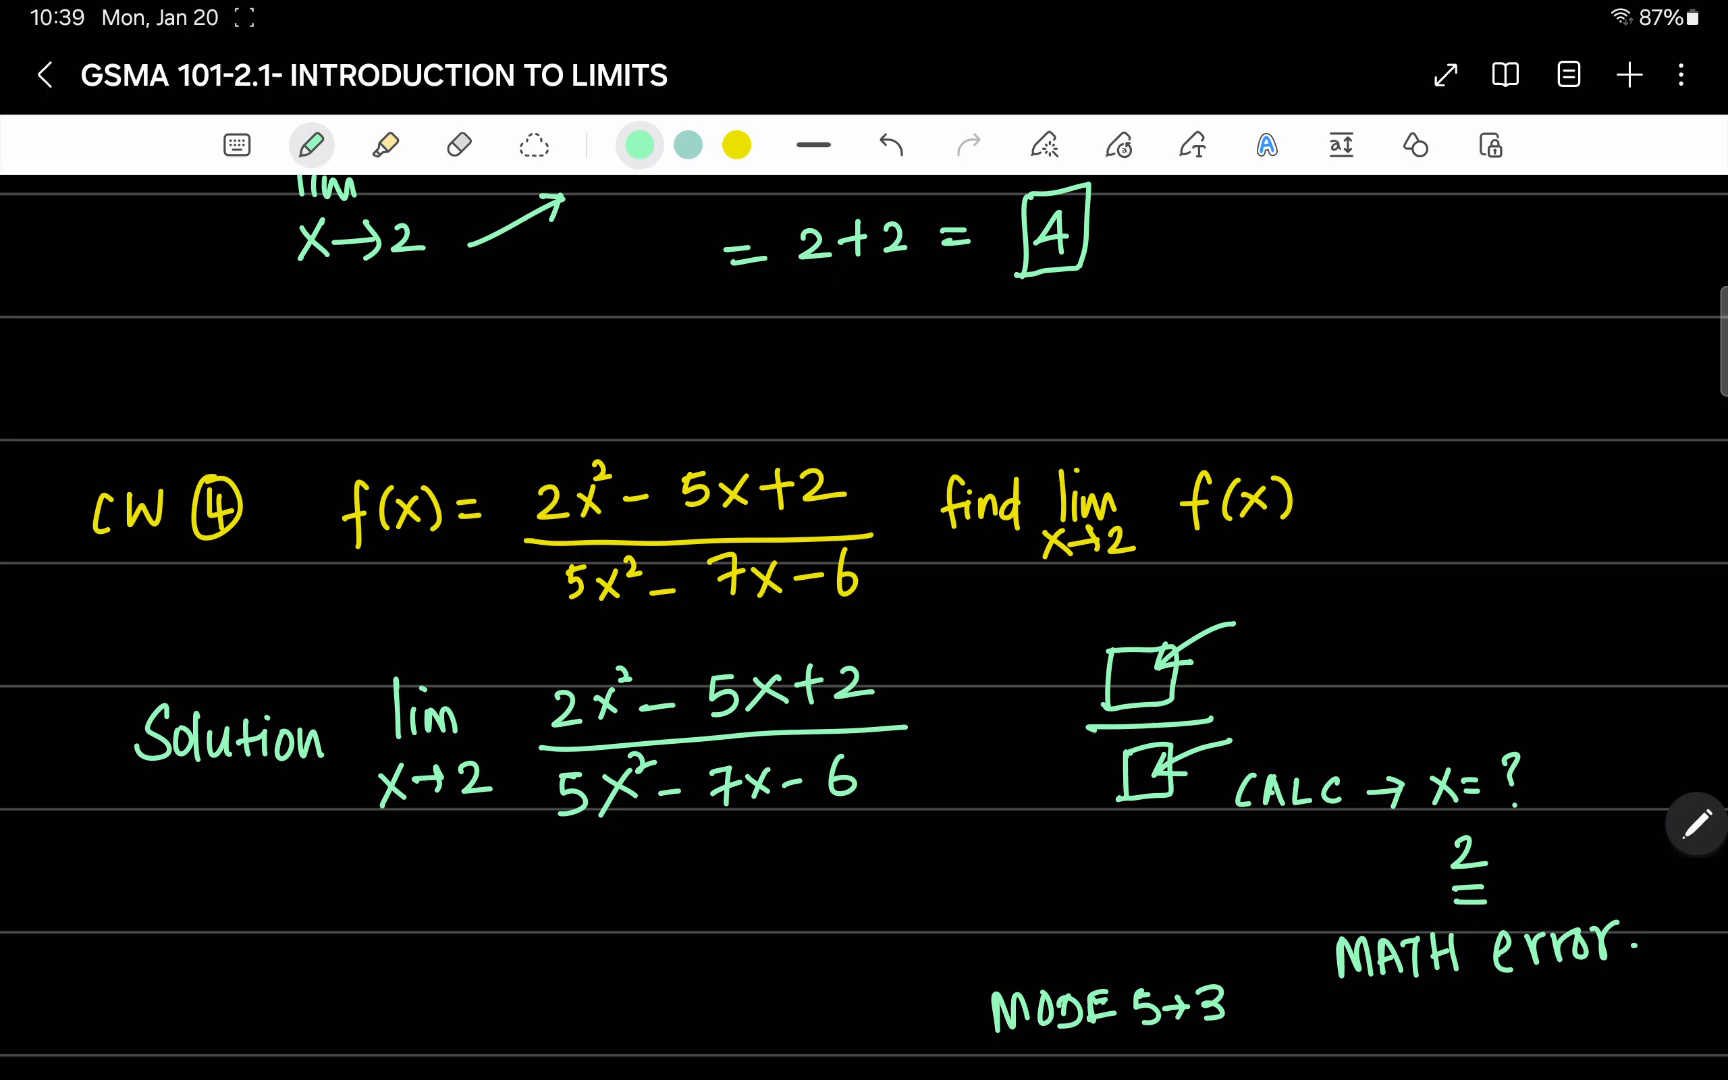 10:39 Mon, Jan 20 87%
GSMA 101-2.1- INTRODUCTION TO LIMITS
lim
x→2 = 2+2 = 4
CW ④ f(x) = (2x² - 5x+2)/(5x² - 7x-6) find lim x→2 f(x)
Solution lim x→2 (2x² - 5x+2)/(5x² - 7x-6)
CALC → x= ?
2
=
MATH error.
MODE 5→3